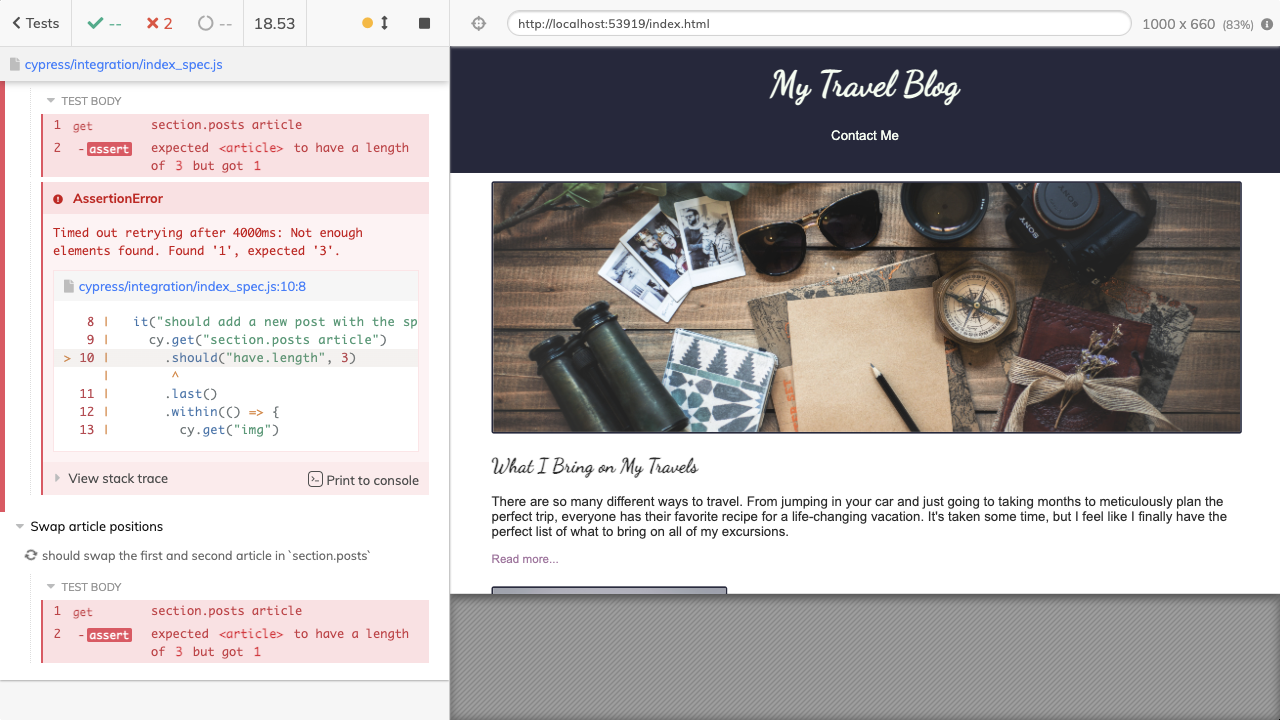 Tests
--
2
--
18.53
http://localhost:53919/index.html
1000 x 660 (83%)
cypress/integration/index_spec.js
TEST BODY
1 get section.posts article
2 -assert expected <article> to have a length
of 3 but got 1
AssertionError
Timed out retrying after 4000ms: Not enough
elements found. Found '1', expected '3'.
cypress/integration/index_spec.js:10:8
8 | it("should add a new post with the sp
9 | cy.get("section.posts article")
> 10 | .should("have.length", 3)
| ^
11 | .last()
12 | .within(() => {
13 | cy.get("img")
View stack trace
Print to console
Swap article positions
should swap the first and second article in `section.posts`
TEST BODY
1 get section.posts article
2 -assert expected <article> to have a length
of 3 but got 1
My Travel Blog
Contact Me
SONY
What I Bring on My Travels
There are so many different ways to travel. From jumping in your car and just going to taking months to meticulously plan the
perfect trip, everyone has their favorite recipe for a life-changing vacation. It's taken some time, but I feel like I finally have the
perfect list of what to bring on all of my excursions.
Read more...